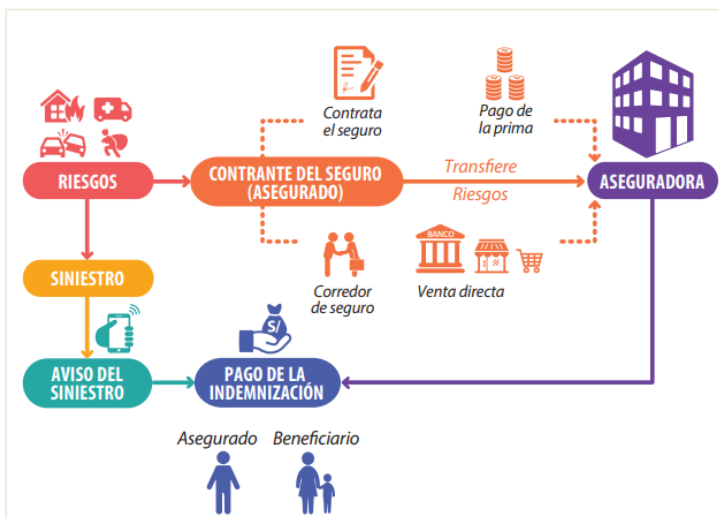 Contrata
el seguro
Pago de
la prima
RIESGOS
CONTRANTE DEL SEGURO
(ASEGURADO)
Transfiere
Riesgos
ASEGURADORA
BANCO
Corredor
de seguro
Venta directa
SINIESTRO
S/
AVISO DEL
SINIESTRO
PAGO DE LA
INDEMNIZACIÓN
Asegurado
Beneficiario